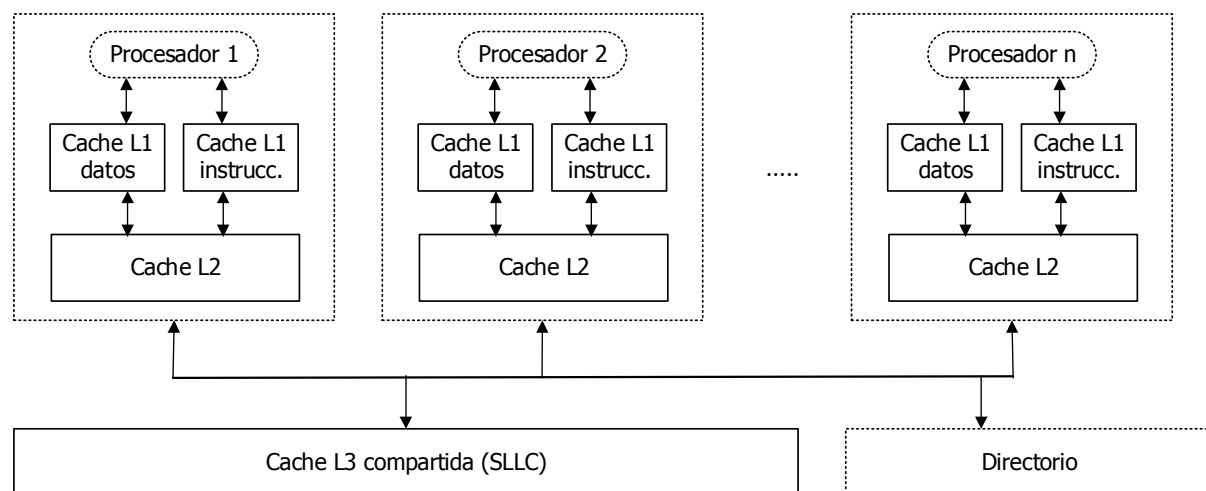 Procesador 1
Cache L1
datos
Cache L1
instrucc.
Cache L2
Procesador 2
Cache L1
datos
Cache L1
instrucc.
Cache L2
.....
Procesador n
Cache L1
datos
Cache L1
instrucc.
Cache L2
Cache L3 compartida (SLLC)
Directorio